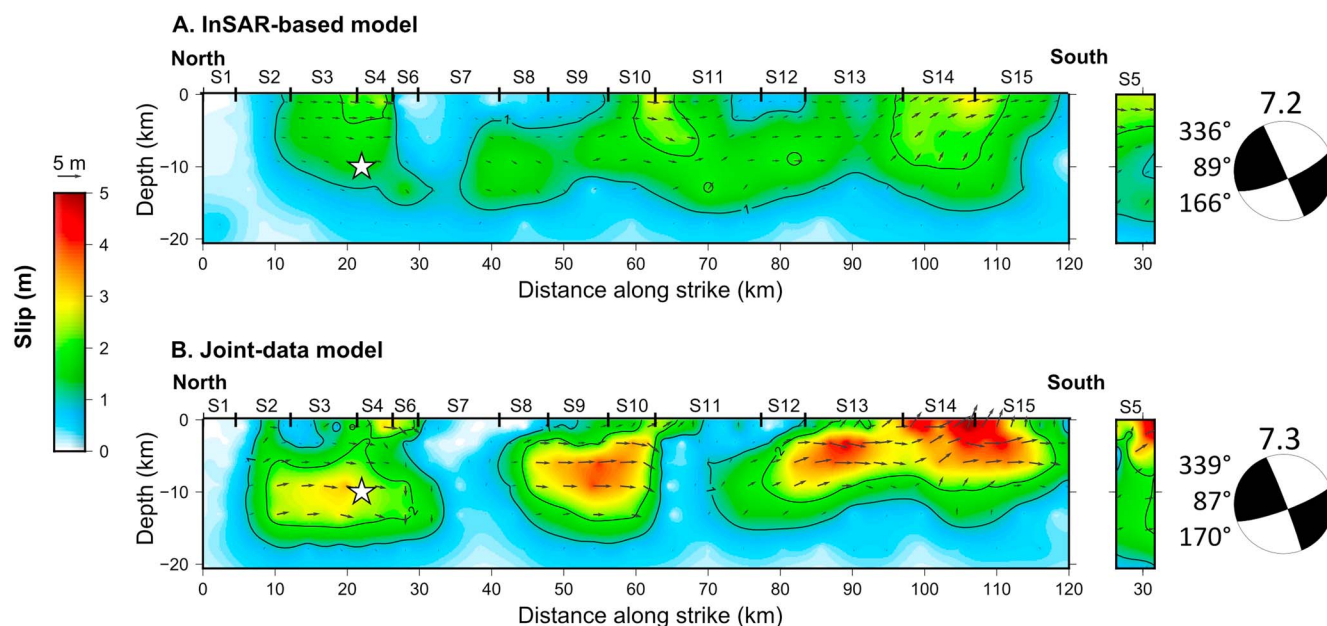 A. InSAR-based model
North
South
S1 S2 S3 S4 S6 S7 S8 S9 S10 S11 S12 S13 S14 S15 S5
0
−10
−20
Depth (km)
1
1
0 10 20 30 40 50 60 70 80 90 100 110 120
30
Distance along strike (km)
7.2
336°
89°
166°
5 m
5
4
3
2
1
0
Slip (m)
B. Joint-data model
North
South
S1 S2 S3 S4 S6 S7 S8 S9 S10 S11 S12 S13 S14 S15 S5
0
−10
−20
Depth (km)
2
2
0 10 20 30 40 50 60 70 80 90 100 110 120
30
Distance along strike (km)
7.3
339°
87°
170°